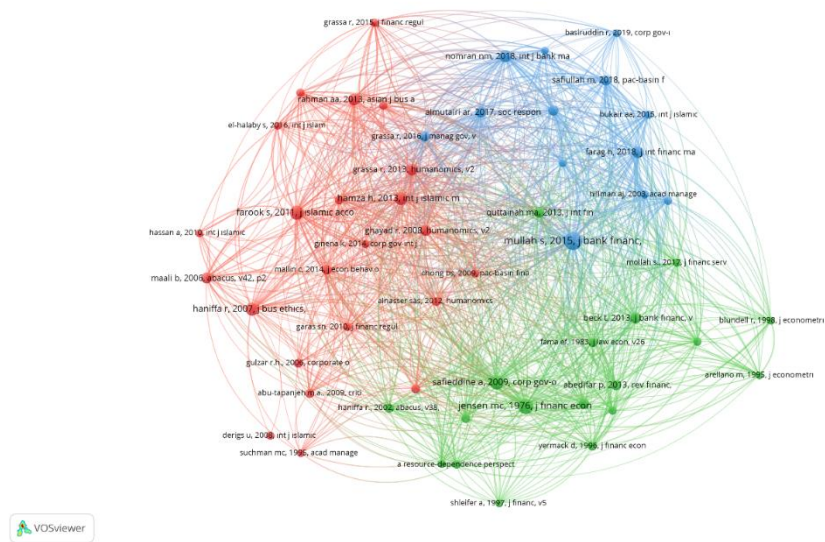 grassa r, 2015, j financ regul
basiruddin r, 2019, corp gov-i
nomran nm, 2018, int j bank ma
safiullah m, 2018, pac-basin f
rahman aa, 2013, asian j bus a
almutairi ar, 2017, soc respon
bukair aa, 2015, int j islamic
el-halaby s, 2016, int j islam
grassa r, 2016, j manag gov, v
farag h, 2018, j int financ ma
grassa r, 2013, humanomics, v2
hillman aj, 2003, acad manage
hamza h, 2013, int j islamic m
farook s, 2011, j islamic acco
quttainah ma, 2013, j int fin
hassan a, 2010, int j islamic
ghayad r, 2008, humanomics, v2
mullah s, 2015, j bank financ,
ginena k, 2014, corp gov int j
mollah s., 2017, j financ serv
mallin c, 2014, j econ behav o
chong bs, 2009, pac-basin fina
maali b, 2006, abacus, v42, p2
alnasser sas, 2012, humanomics
haniffa r, 2007, j bus ethics,
beck t, 2013, j bank financ, v
blundell r, 1998, j econometri
garas sn, 2010, j financ regul
fama ef, 1983, j law econ, v26
gulzar r.h., 2006, corporate o
arellano m, 1995, j econometri
safieddine a, 2009, corp gov-o
abedifar p, 2013, rev financ,
abu-tapanjeh m.a., 2009, criti
haniffa r., 2002, abacus, v38,
jensen mc, 1976, j financ econ
derigs u, 2008, int j islamic
yermack d, 1996, j financ econ
suchman mc, 1995, acad manage
a resource-dependence perspect
shleifer a, 1997, j financ, v5
VOSviewer